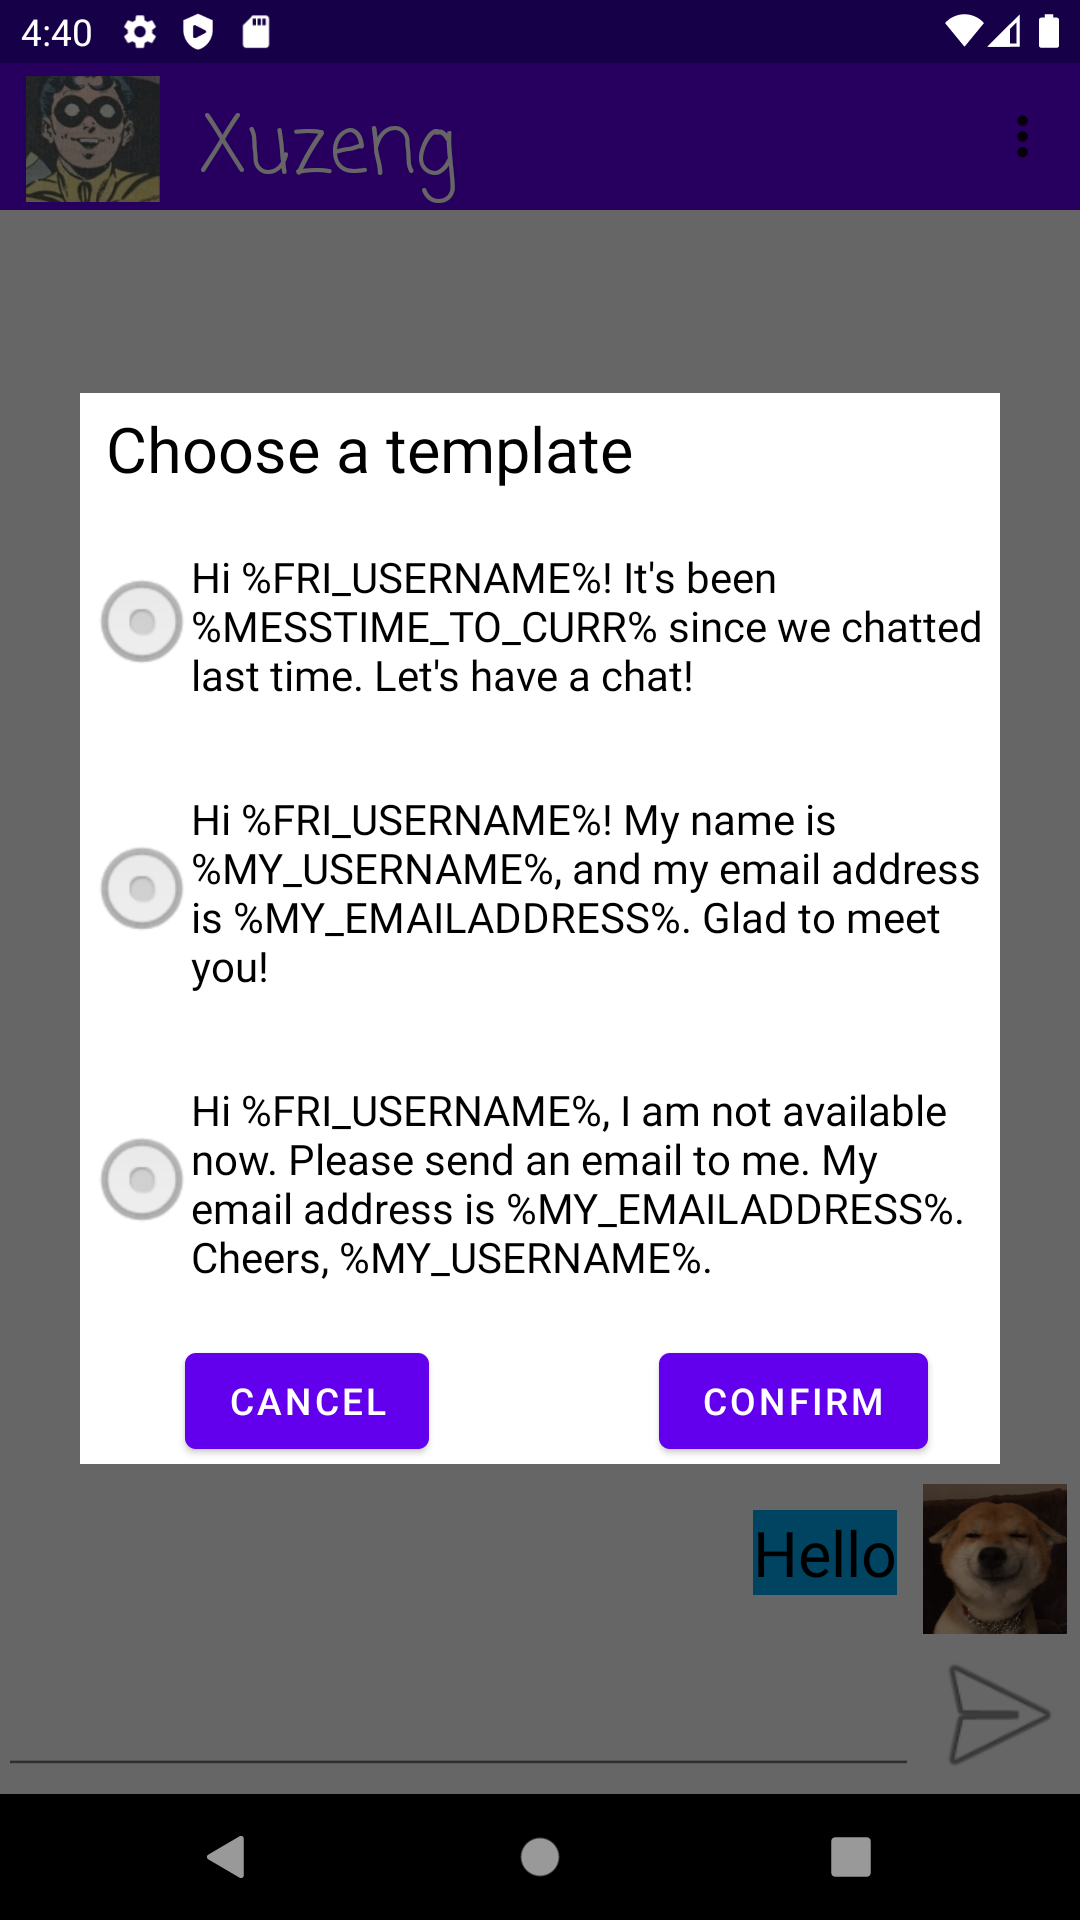 4:40
Xuzeng
Choose a template
Hi %FRI_USERNAME%! It's been
%MESSTIME_TO_CURR% since we chatted
last time. Let's have a chat!
Hi %FRI_USERNAME%! My name is
%MY_USERNAME%, and my email address
is %MY_EMAILADDRESS%. Glad to meet
you!
Hi %FRI_USERNAME%, I am not available
now. Please send an email to me. My
email address is %MY_EMAILADDRESS%.
Cheers, %MY_USERNAME%.
CANCEL CONFIRM
Hello